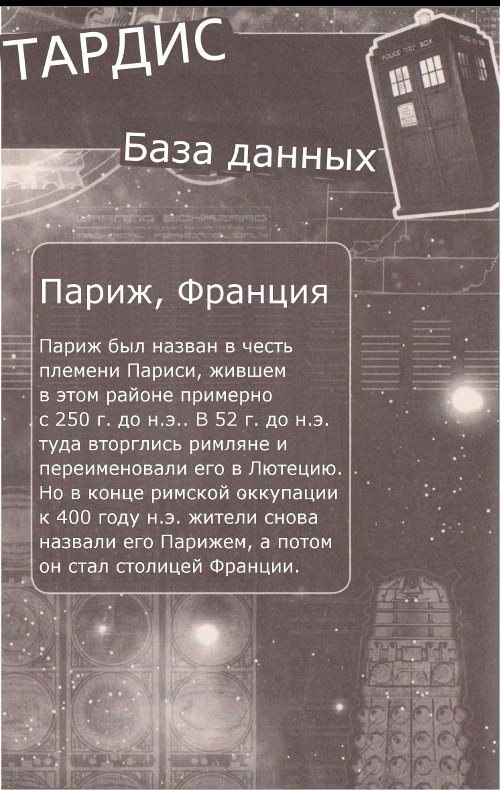 ТАРДИС
POLICE BOX
База данных
Париж, Франция
Париж был назван в честь
племени Париси, жившем
в этом районе примерно
с 250 г. до н.э.. В 52 г. до н.э.
туда вторглись римляне и
переименовали его в Лютецию.
Но в конце римской оккупации
к 400 году н.э. жители снова
назвали его Парижем, а потом
он стал столицей Франции.